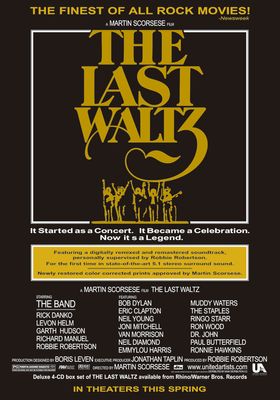 THE FINEST OF ALL ROCK MOVIES!
-Newsweek
A MARTIN SCORSESE FILM
THE
LAST
WALTZ
It Started as a Concert. It Became a Celebration.
Now it's a Legend.
Featuring a digitally remixed and remastered soundtrack,
personally supervised by Robbie Robertson.
For the first time in state-of-the-art 5.1 stereo surround sound.
Newly restored color corrected prints approved by Martin Scorsese.
A MARTIN SCORSESE FILM THE LAST WALTZ
STARRING
THE BAND
RICK DANKO
LEVON HELM
GARTH HUDSON
RICHARD MANUEL
ROBBIE ROBERTSON
FEATURING
BOB DYLAN
ERIC CLAPTON
NEIL YOUNG
JONI MITCHELL
VAN MORRISON
NEIL DIAMOND
EMMYLOU HARRIS
MUDDY WATERS
THE STAPLES
RINGO STARR
RON WOOD
DR. JOHN
PAUL BUTTERFIELD
RONNIE HAWKINS
PRODUCTION DESIGNED BY BORIS LEVEN EXECUTIVE PRODUCER JONATHAN TAPLIN PRODUCED BY ROBBIE ROBERTSON
DIRECTED BY MARTIN SCORSESE www.unitedartists.com UA
Deluxe 4-CD box set of THE LAST WALTZ available from Rhino/Warner Bros. Records
IN THEATERS THIS SPRING